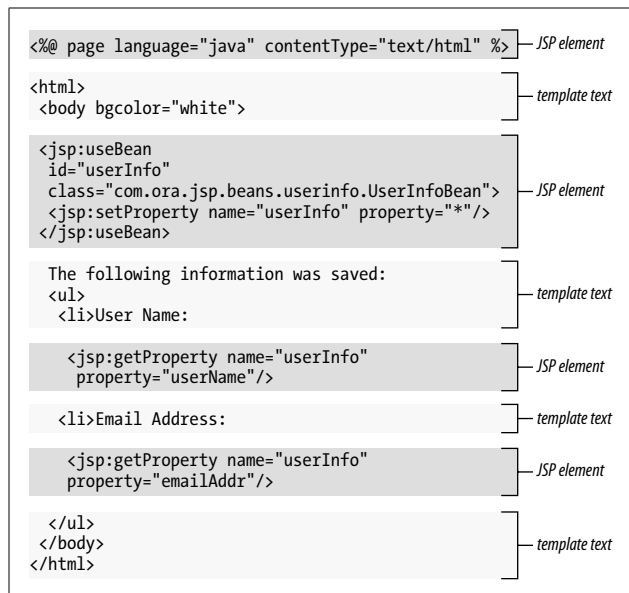 <%@ page language="java" contentType="text/html" %> JSP element
<html>
<body bgcolor="white">
template text
<jsp:useBean
id="userInfo"
class="com.ora.jsp.beans.userinfo.UserInfoBean">
<jsp:setProperty name="userInfo" property="*"/>
</jsp:useBean>
JSP element
The following information was saved:
<ul>
<li>User Name:
template text
<jsp:getProperty name="userInfo"
property="userName"/>
JSP element
<li>Email Address: template text
<jsp:getProperty name="userInfo"
property="emailAddr"/>
JSP element
</ul>
</body>
</html>
template text